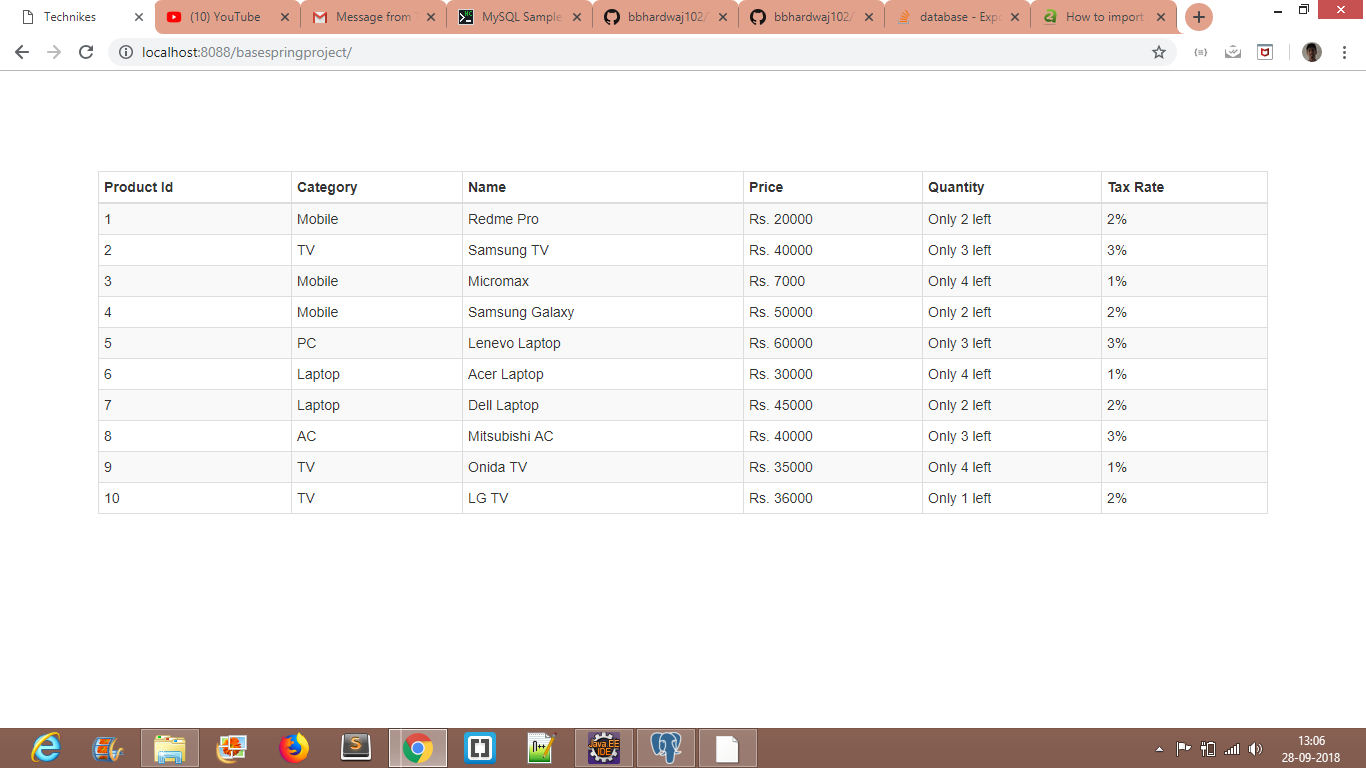 Technikes
(10) YouTube
Message from T
MySQL Sample
bbhardwaj102/
bbhardwaj102/
database - Expo
How to import
localhost:8088/basespringproject/
Product Id Category Name Price Quantity Tax Rate
1 Mobile Redme Pro Rs. 20000 Only 2 left 2%
2 TV Samsung TV Rs. 40000 Only 3 left 3%
3 Mobile Micromax Rs. 7000 Only 4 left 1%
4 Mobile Samsung Galaxy Rs. 50000 Only 2 left 2%
5 PC Lenevo Laptop Rs. 60000 Only 3 left 3%
6 Laptop Acer Laptop Rs. 30000 Only 4 left 1%
7 Laptop Dell Laptop Rs. 45000 Only 2 left 2%
8 AC Mitsubishi AC Rs. 40000 Only 3 left 3%
9 TV Onida TV Rs. 35000 Only 4 left 1%
10 TV LG TV Rs. 36000 Only 1 left 2%
Java EE
IDE
13:06
28-09-2018